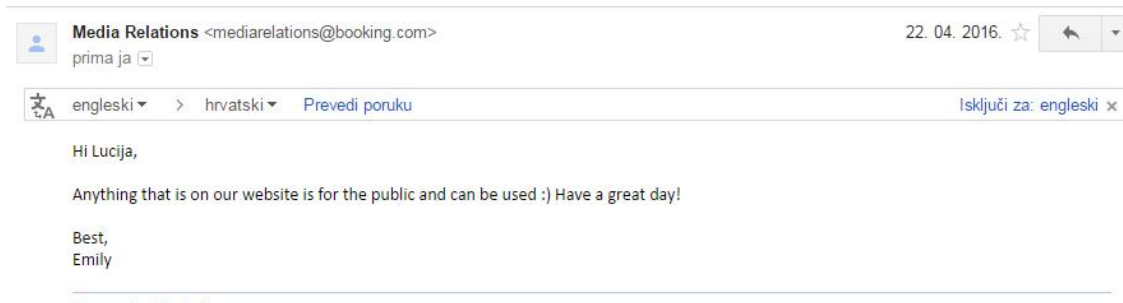 Media Relations <mediarelations@booking.com> 22. 04. 2016.
prima ja
engleski > hrvatski Prevedi poruku Isključi za: engleski x
Hi Lucija,
Anything that is on our website is for the public and can be used :) Have a great day!
Best,
Emily